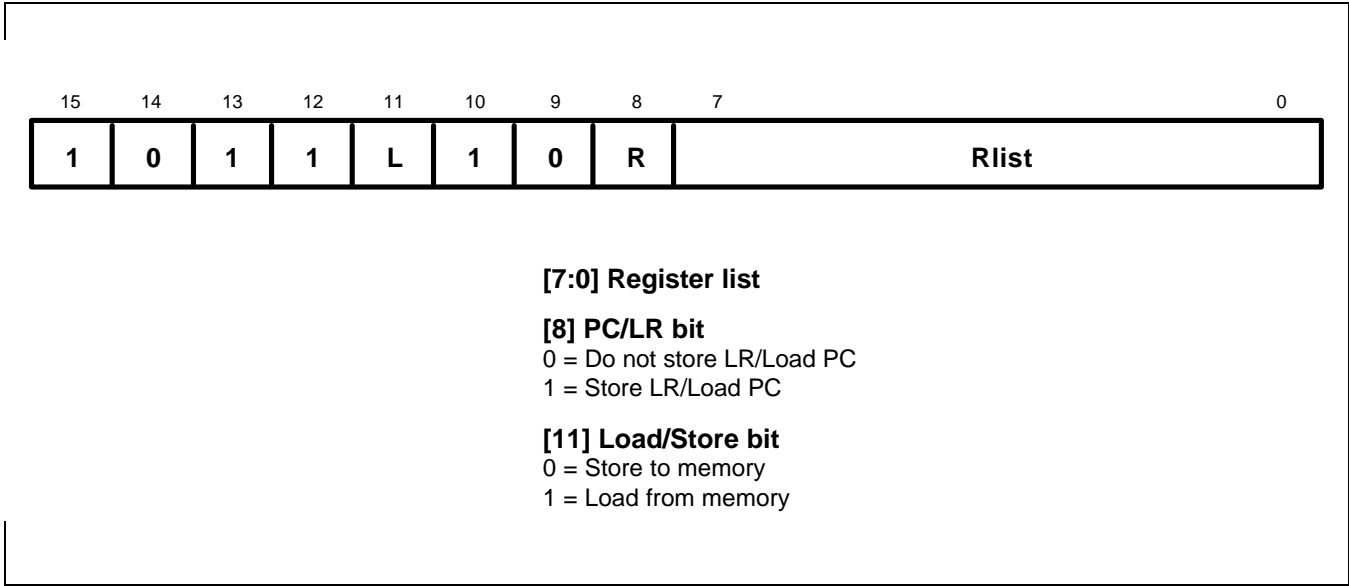 15 14 13 12 11 10 9 8 7 0
1 0 1 1 L 1 0 R Rlist
[7:0] Register list
[8] PC/LR bit
0 = Do not store LR/Load PC
1 = Store LR/Load PC
[11] Load/Store bit
0 = Store to memory
1 = Load from memory